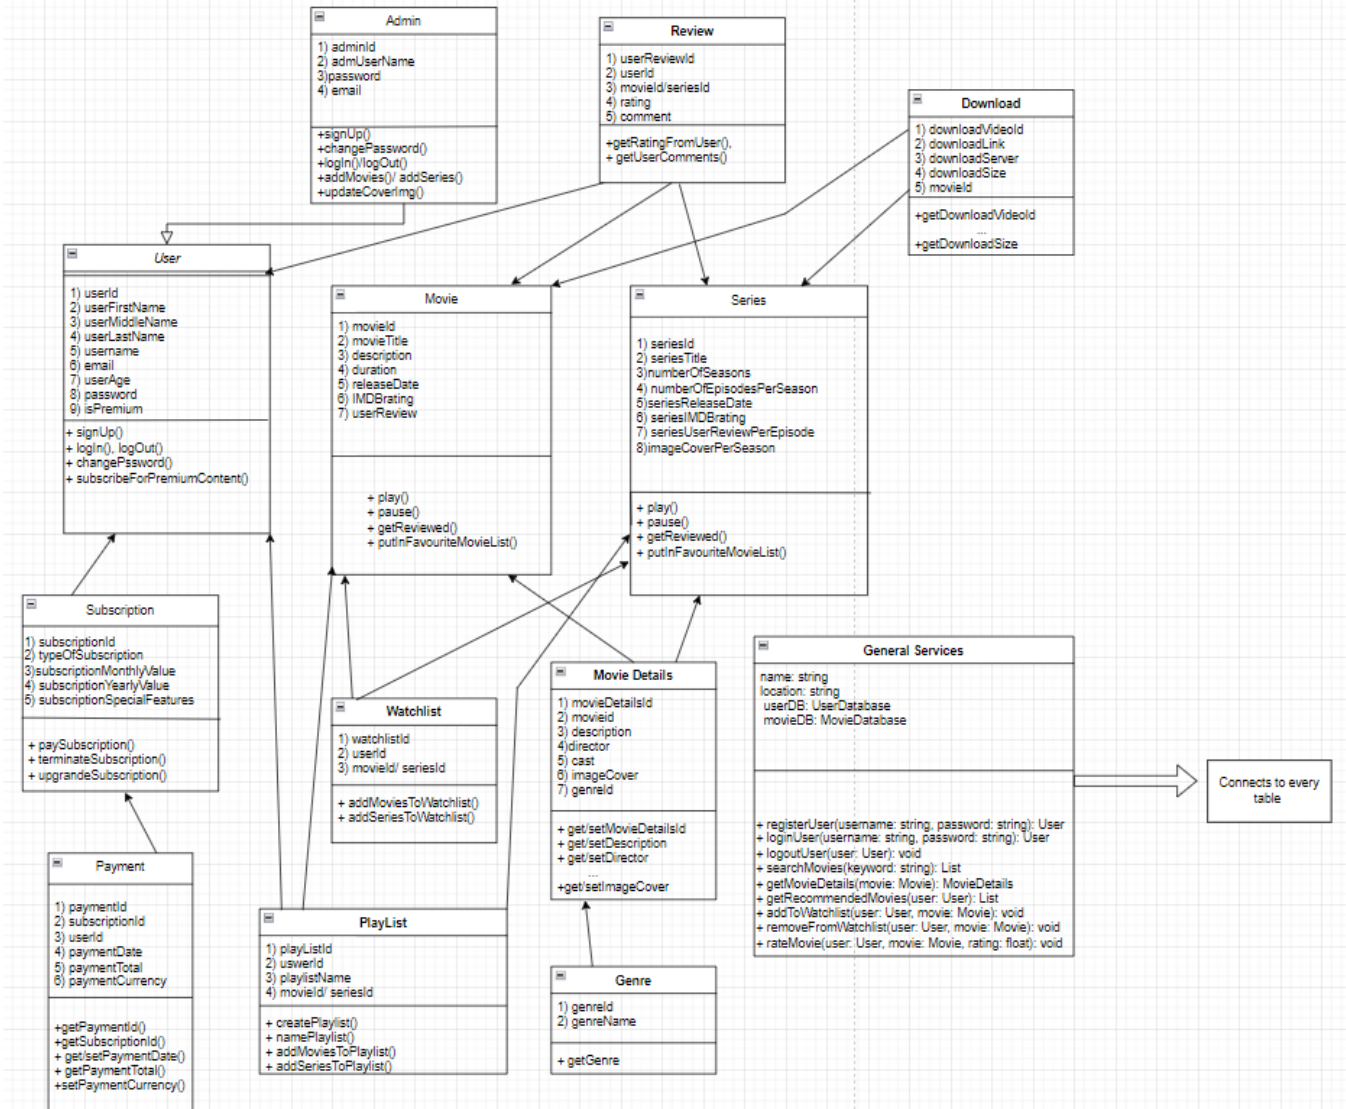 Admin
1) adminId
2) admUserName
3)password
4) email
+signUp()
+changePassword()
+logIn()/logOut()
+addMovies()/ addSeries()
+updateCoverImg()
Review
1) userReviewId
2) userId
3) movieId/seriesId
4) rating
5) comment
+getRatingFromUser(),
+ getUserComments()
Download
1) downloadVideoId
2) downloadLink
3) downloadServer
4) downloadSize
5) movieId
+getDownloadVideoId
...
+getDownloadSize
User
1) userId
2) userFirstName
3) userMiddleName
4) userLastName
5) username
6) email
7) userAge
8) password
9) isPremium
+ signUp()
+ logIn(), logOut()
+ changePssword()
+ subscribeForPremiumContent()
Movie
1) movieId
2) movieTitle
3) description
4) duration
5) releaseDate
6) IMDBrating
7) userReview
+ play()
+ pause()
+ getReviewed()
+ putInFavouriteMovieList()
Series
1) seriesId
2) seriesTitle
3)numberOfSeasons
4) numberOfEpisodesPerSeason
5)seriesReleaseDate
6) seriesIMDBrating
7) seriesUserReviewPerEpisode
8)imageCoverPerSeason
+ play()
+ pause()
+ getReviewed()
+ putInFavouriteMovieList()
Subscription
1) subscriptionId
2) typeOfSubscription
3)subscriptionMonthlyValue
4) subscriptionYearlyValue
5) subscriptionSpecialFeatures
+ paySubscription()
+ terminateSubscription()
+ upgrandeSubscription()
Watchlist
1) watchlistId
2) userId
3) movieId/ seriesId
+ addMoviesToWatchlist()
+ addSeriesToWatchlist()
Movie Details
1) movieDetailsId
2) movieid
3) description
4)director
5) cast
6) imageCover
7) genreId
+ get/setMovieDetailsId
+ get/setDescription
+ get/setDirector
...
+get/setImageCover
General Services
name: string
location: string
userDB: UserDatabase
movieDB: MovieDatabase
+ registerUser(username: string, password: string): User
+ loginUser(username: string, password: string): User
+ logoutUser(user: User): void
+ searchMovies(keyword: string): List
+ getMovieDetails(movie: Movie): MovieDetails
+ getRecommendedMovies(user: User): List
+ addToWatchlist(user: User, movie: Movie): void
+ removeFromWatchlist(user: User, movie: Movie): void
+ rateMovie(user: User, movie: Movie, rating: float): void
Connects to every
table
Payment
1) paymentId
2) subscriptionId
3) userId
4) paymentDate
5) paymentTotal
6) paymentCurrency
+getPaymentId()
+getSubscriptionId()
+ get/setPaymentDate()
+ getPaymentTotal()
+setPaymentCurrency()
PlayList
1) playListId
2) uswerId
3) playlistName
4) movieId/ seriesId
+ createPlaylist()
+ namePlaylist()
+ addMoviesToPlaylist()
+ addSeriesToPlaylist()
Genre
1) genreId
2) genreName
+ getGenre